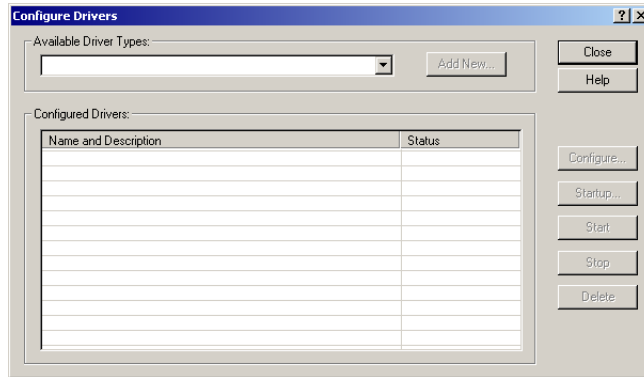 Configure Drivers
Available Driver Types:
Add New...
Close
Help
Configured Drivers:
Name and Description Status
Configure...
Startup...
Start
Stop
Delete